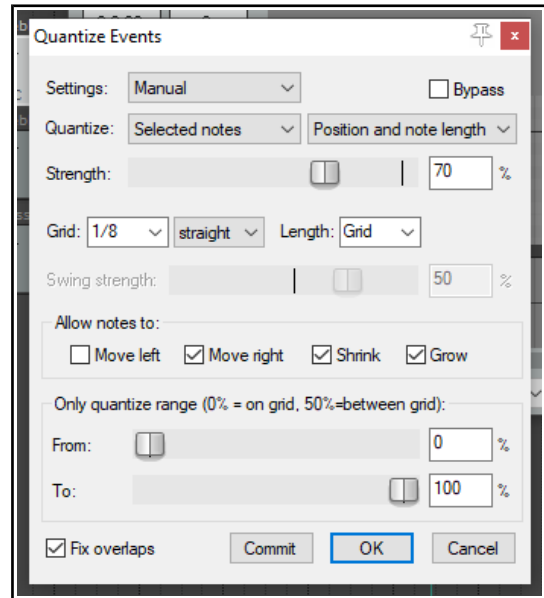 Quantize Events
Settings: Manual Bypass
Quantize: Selected notes Position and note length
Strength: 70 %
Grid: 1/8 straight Length: Grid
Swing strength: 50 %
Allow notes to:
Move left Move right Shrink Grow
Only quantize range (0% = on grid, 50%=between grid):
From: 0 %
To: 100 %
Fix overlaps Commit OK Cancel